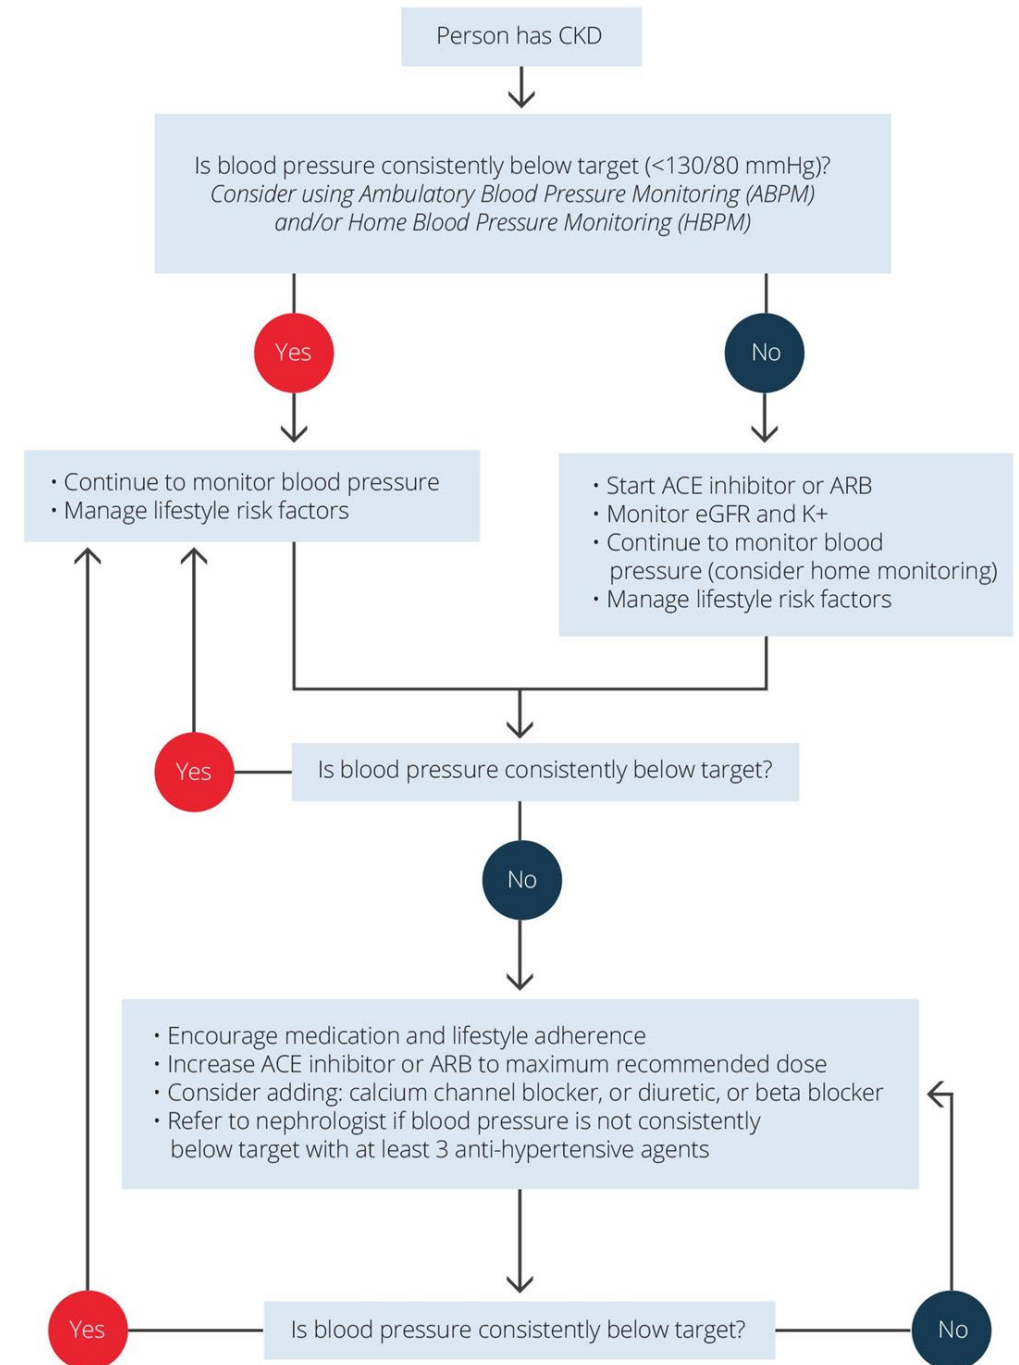 Person has CKD
Is blood pressure consistently below target (<130/80 mmHg)?
Consider using Ambulatory Blood Pressure Monitoring (ABPM)
and/or Home Blood Pressure Monitoring (HBPM)
Yes
No
• Continue to monitor blood pressure
• Manage lifestyle risk factors
• Start ACE inhibitor or ARB
• Monitor eGFR and K+
• Continue to monitor blood
pressure (consider home monitoring)
• Manage lifestyle risk factors
Yes
Is blood pressure consistently below target?
No
• Encourage medication and lifestyle adherence
• Increase ACE inhibitor or ARB to maximum recommended dose
• Consider adding: calcium channel blocker, or diuretic, or beta blocker
• Refer to nephrologist if blood pressure is not consistently
below target with at least 3 anti-hypertensive agents
Yes
Is blood pressure consistently below target?
No